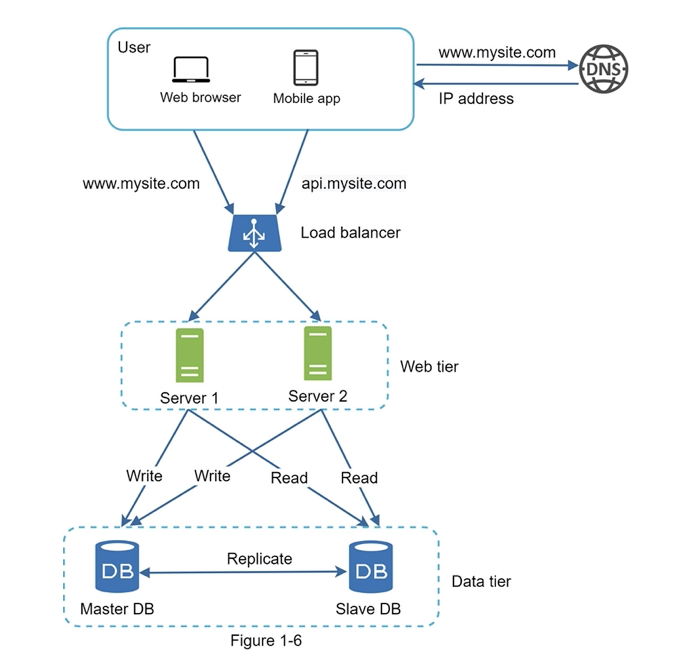 User
www.mysite.com
DNS
Web browser
Mobile app
IP address
www.mysite.com
api.mysite.com
Load balancer
Web tier
Server 1
Server 2
Write
Write
Read
Read
Replicate
DB
DB
Data tier
Master DB
Slave DB
Figure 1-6